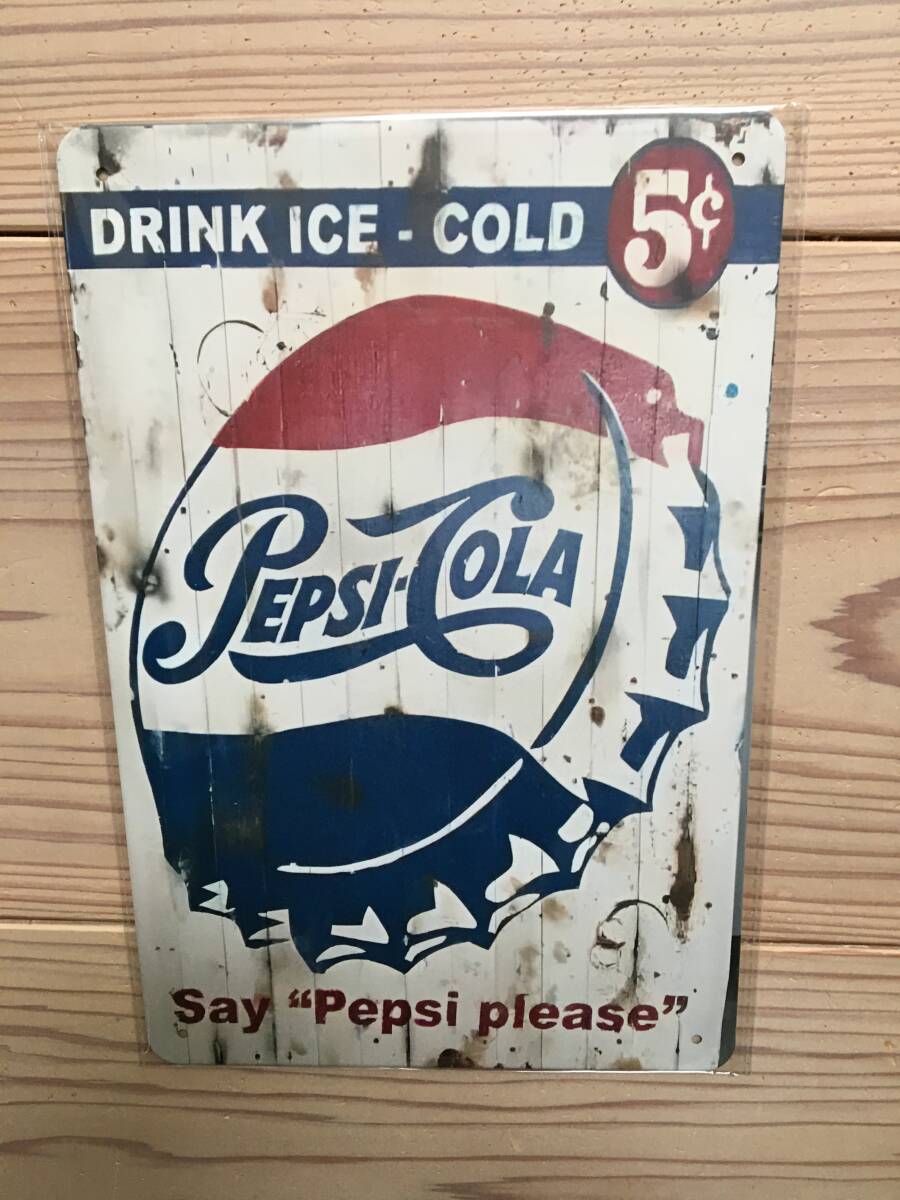 DRINK ICE - COLD 5¢
PEPSI-COLA
Say “Pepsi please”